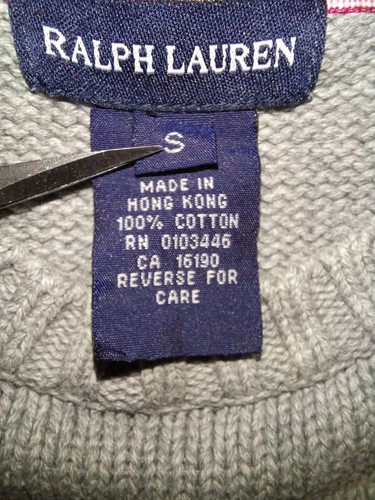 RALPH LAUREN
S
MADE IN
HONG KONG
100% COTTON
RN 0103446
CA 16190
REVERSE FOR
CARE